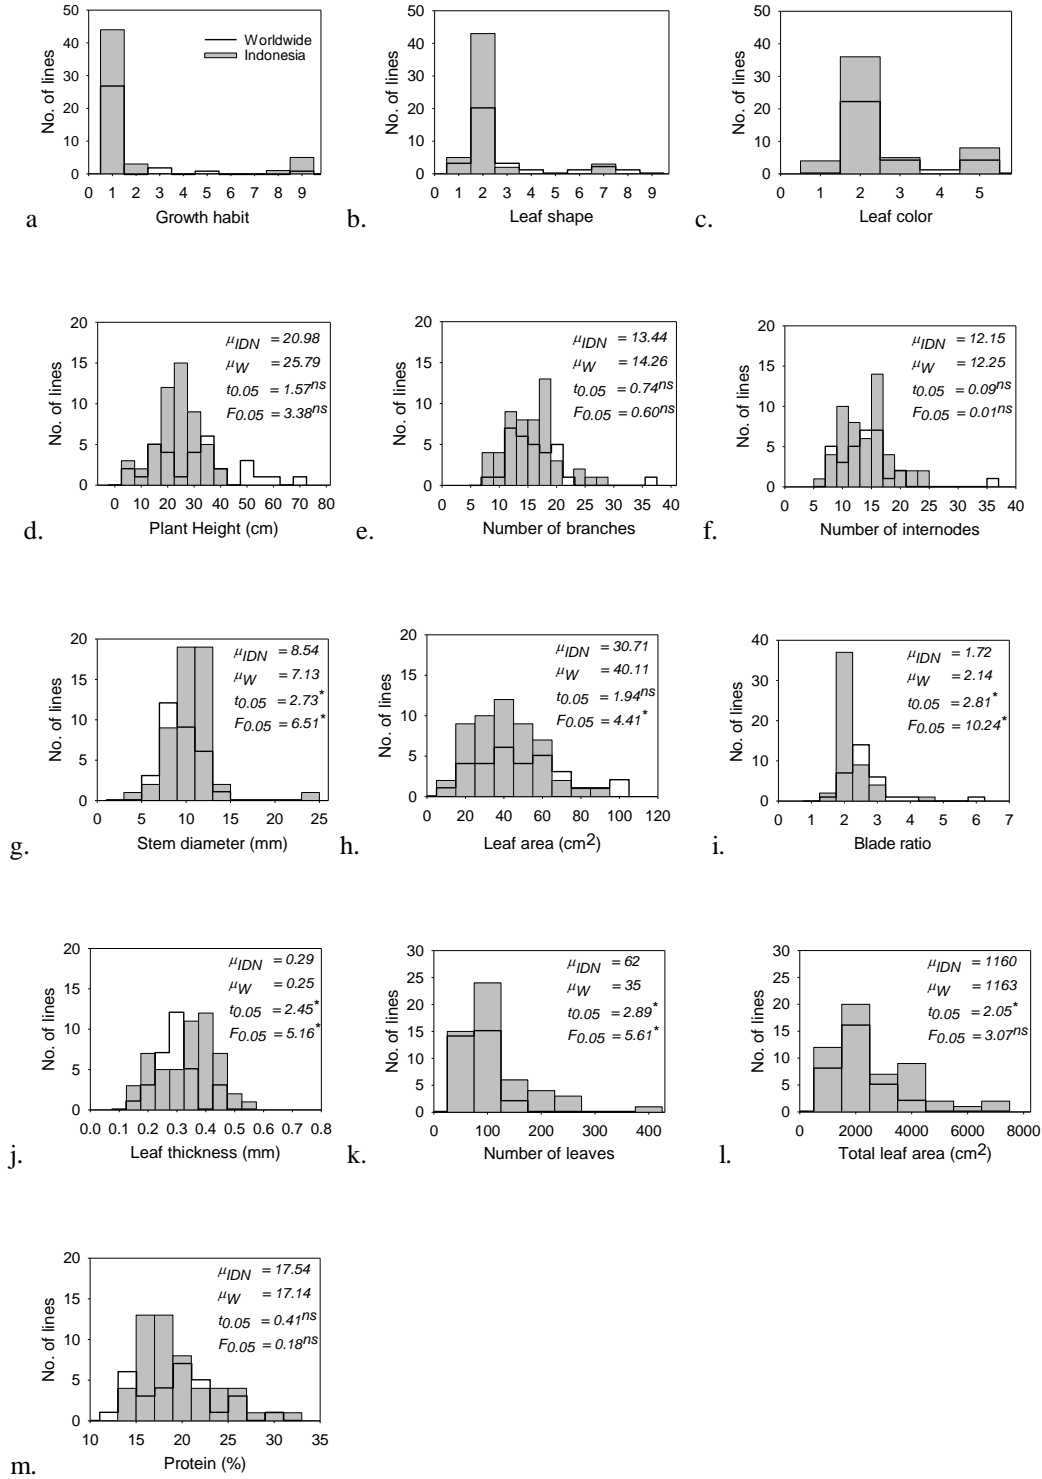 50
40
30
20
10
0
No. of lines
Worldwide
Indonesia
0 1 2 3 4 5 6 7 8 9
Growth habit
a
50
40
30
20
10
0
No. of lines
0 1 2 3 4 5 6 7 8 9
Leaf shape
b.
50
40
30
20
10
0
No. of lines
0 1 2 3 4 5
Leaf color
c.
20
15
10
5
0
No. of lines
μIDN = 20.98
μW = 25.79
t0.05 = 1.57ns
F0.05 = 3.38ns
0 10 20 30 40 50 60 70 80
Plant Height (cm)
d.
20
15
10
5
0
No. of lines
μIDN = 13.44
μW = 14.26
t0.05 = 0.74ns
F0.05 = 0.60ns
0 5 10 15 20 25 30 35 40
Number of branches
e.
20
15
10
5
0
No. of lines
μIDN = 12.15
μW = 12.25
t0.05 = 0.09ns
F0.05 = 0.01ns
0 5 10 15 20 25 30 35 40
Number of internodes
f.
20
15
10
5
0
No. of lines
μIDN = 8.54
μW = 7.13
t0.05 = 2.73*
F0.05 = 6.51*
0 5 10 15 20 25
Stem diameter (mm)
g.
20
15
10
5
0
No. of lines
μIDN = 30.71
μW = 40.11
t0.05 = 1.94ns
F0.05 = 4.41*
0 20 40 60 80 100 120
Leaf area (cm2)
h.
40
30
20
10
0
No. of lines
μIDN = 1.72
μW = 2.14
t0.05 = 2.81*
F0.05 = 10.24*
0 1 2 3 4 5 6 7
Blade ratio
i.
20
15
10
5
0
No. of lines
μIDN = 0.29
μW = 0.25
t0.05 = 2.45*
F0.05 = 5.16*
0.0 0.1 0.2 0.3 0.4 0.5 0.6 0.7 0.8
Leaf thickness (mm)
j.
30
25
20
15
10
5
0
No. of lines
μIDN = 62
μW = 35
t0.05 = 2.89*
F0.05 = 5.61*
0 100 200 300 400
Number of leaves
k.
30
25
20
15
10
5
0
No. of lines
μIDN = 1160
μW = 1163
t0.05 = 2.05*
F0.05 = 3.07ns
0 2000 4000 6000 8000
Total leaf area (cm2)
l.
20
15
10
5
0
No. of lines
μIDN = 17.54
μW = 17.14
t0.05 = 0.41ns
F0.05 = 0.18ns
10 15 20 25 30 35
Protein (%)
m.